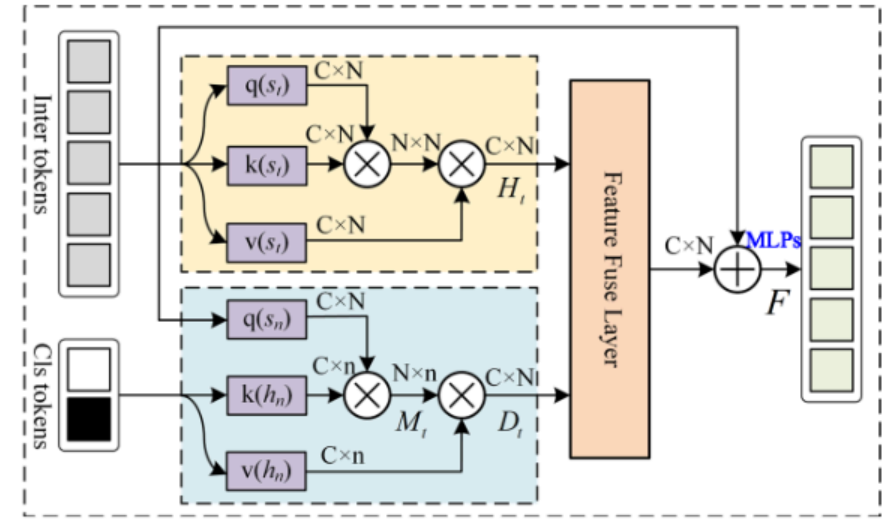 Inter tokens
q(s_t)
C×N
k(s_t)
C×N
N×N
C×N
H_t
v(s_t)
C×N
Cls tokens
q(s_n)
C×N
k(h_n)
C×n
N×n
C×N
M_t
D_t
v(h_n)
C×n
Feature Fuse Layer
C×N
MLPs
F